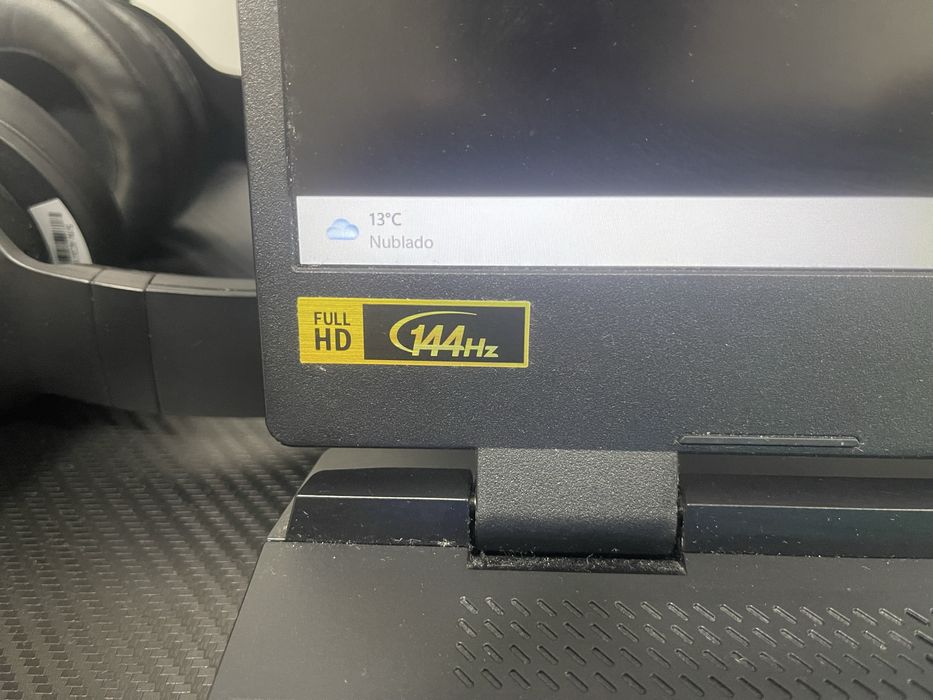 13°C
Nublado
FULL
HD
144Hz